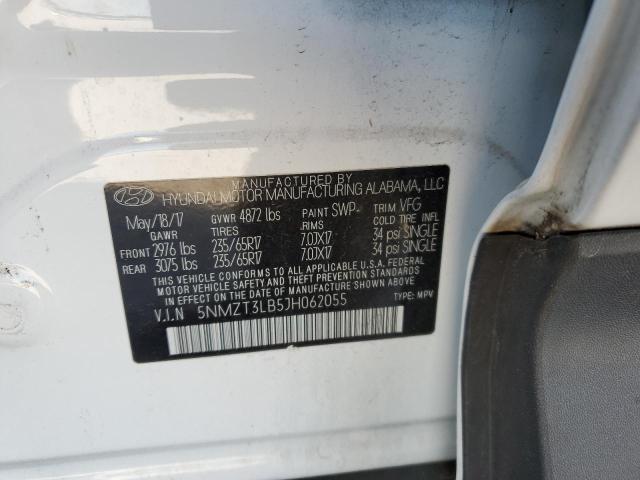 MANUFACTURED BY
HYUNDAI MOTOR MANUFACTURING ALABAMA, LLC
May/18/17 GVWR 4872 lbs PAINT SWP TRIM VFG
GAWR TIRES RIMS COLD TIRE INFL
FRONT 2976 lbs 235/65R17 7.0JX17 34 psi SINGLE
REAR 3075 lbs 235/65R17 7.0JX17 34 psi SINGLE
THIS VEHICLE CONFORMS TO ALL APPLICABLE U.S.A. FEDERAL
MOTOR VEHICLE SAFETY, BUMPER, AND THEFT PREVENTION
STANDARDS IN EFFECT ON THE DATE OF MANUFACTURE SHOWN ABOVE.
V.I.N 5NMZT3LB5JH062055 TYPE: MPV